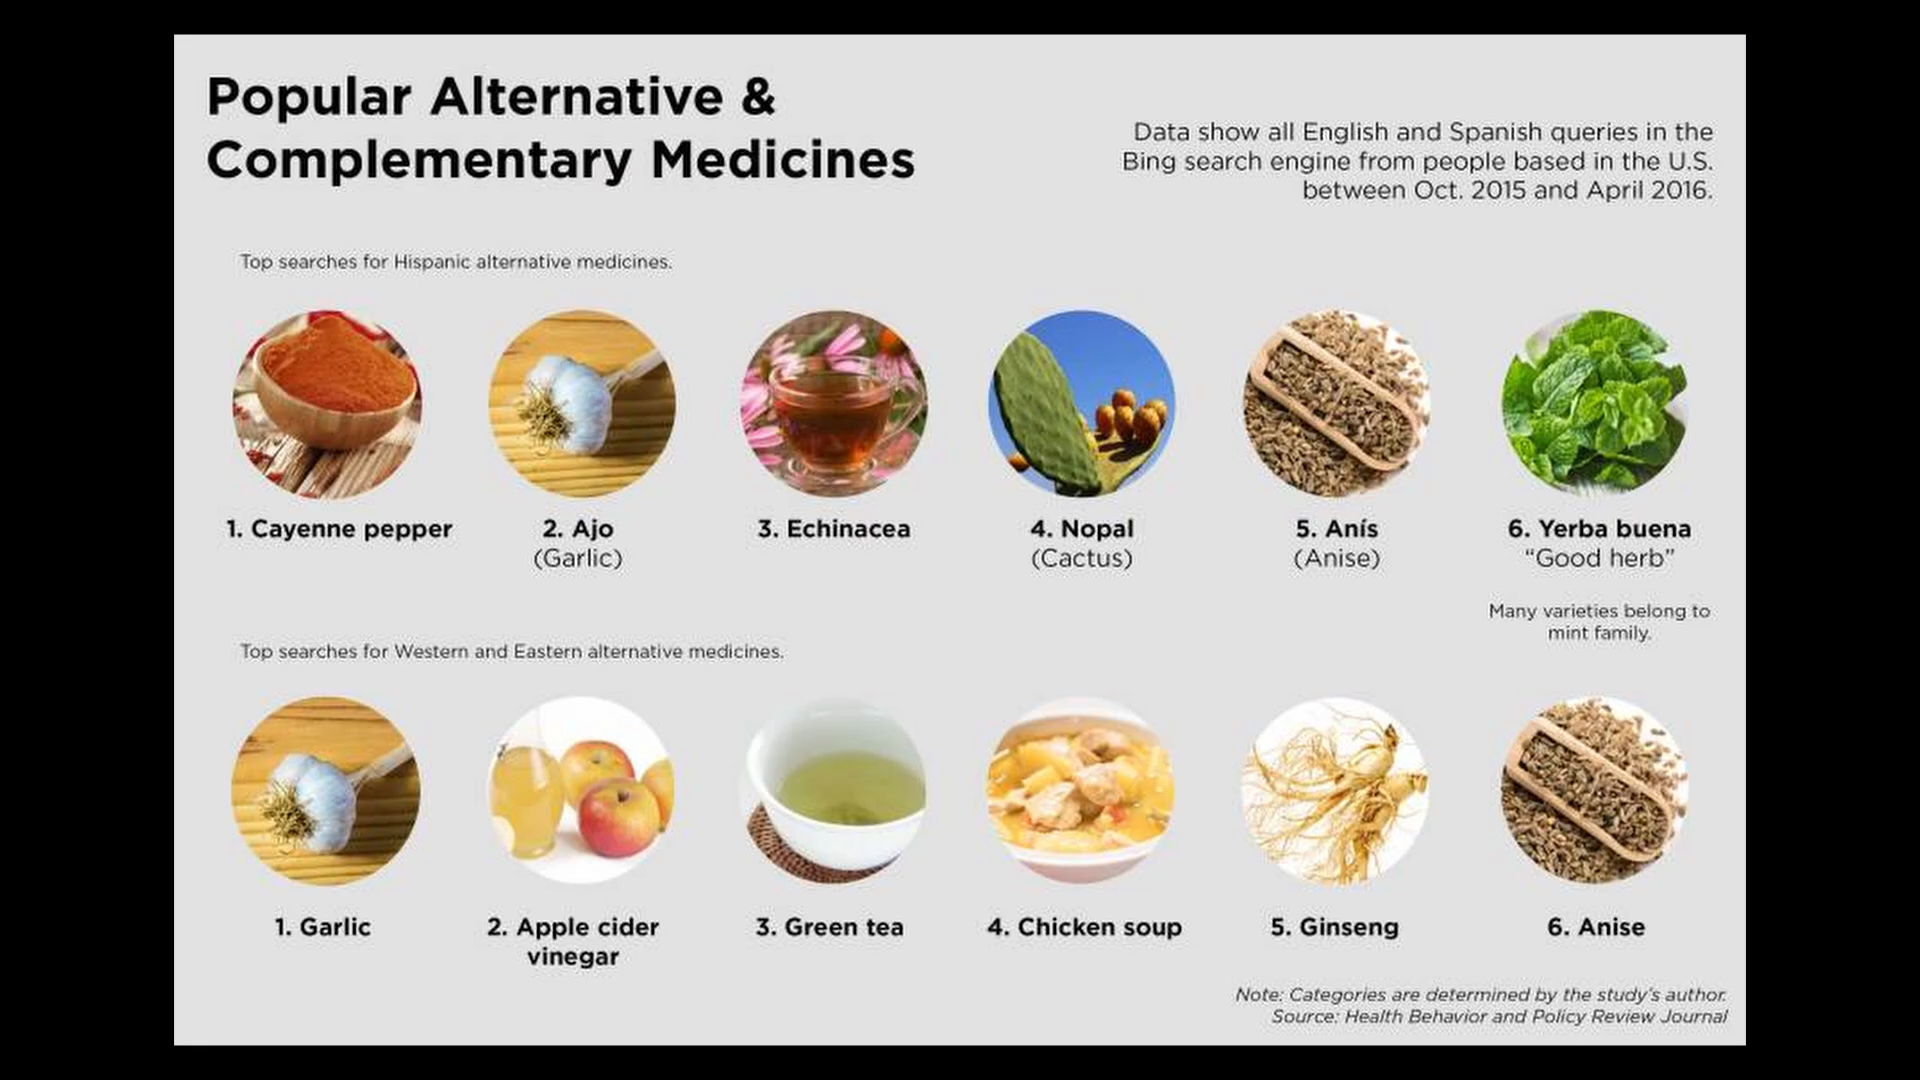 Popular Alternative &
Complementary Medicines
Data show all English and Spanish queries in the
Bing search engine from people based in the U.S.
between Oct. 2015 and April 2016.
Top searches for Hispanic alternative medicines.
1. Cayenne pepper
2. Ajo
(Garlic)
3. Echinacea
4. Nopal
(Cactus)
5. Anís
(Anise)
6. Yerba buena
“Good herb”
Many varieties belong to
mint family.
Top searches for Western and Eastern alternative medicines.
1. Garlic
2. Apple cider
vinegar
3. Green tea
4. Chicken soup
5. Ginseng
6. Anise
Note: Categories are determined by the study's author.
Source: Health Behavior and Policy Review Journal